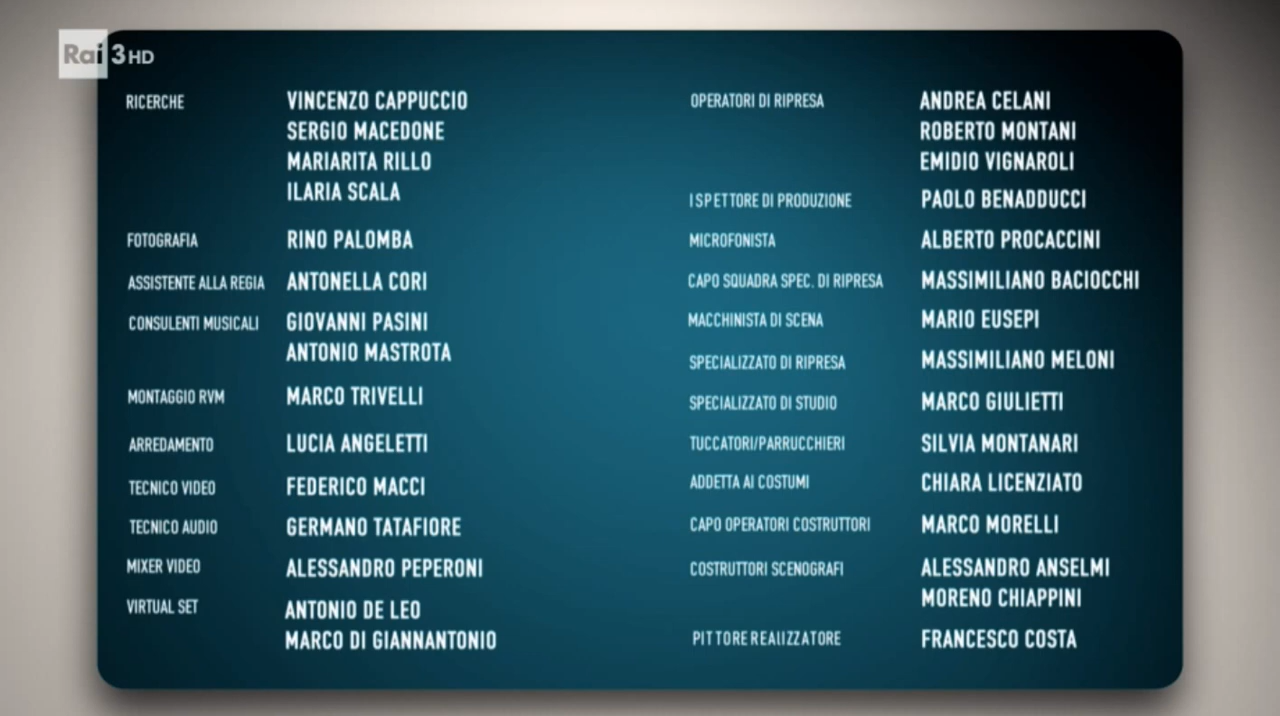 Rai 3HD
RICERCHE VINCENZO CAPPUCCIO
SERGIO MACEDONE
MARIARITA RILLO
ILARIA SCALA
FOTOGRAFIA RINO PALOMBA
ASSISTENTE ALLA REGIA ANTONELLA CORI
CONSULENTI MUSICALI GIOVANNI PASINI
ANTONIO MASTROTA
MONTAGGIO RVM MARCO TRIVELLI
ARREDAMENTO LUCIA ANGELETTI
TECNICO VIDEO FEDERICO MACCI
TECNICO AUDIO GERMANO TATAFIORE
MIXER VIDEO ALESSANDRO PEPERONI
VIRTUAL SET ANTONIO DE LEO
MARCO DI GIANNANTONIO
OPERATORI DI RIPRESA ANDREA CELANI
ROBERTO MONTANI
EMIDIO VIGNAROLI
ISPETTORE DI PRODUZIONE PAOLO BENADDUCCI
MICROFONISTA ALBERTO PROCACCINI
CAPO SQUADRA SPEC. DI RIPRESA MASSIMILIANO BACIOCCHI
MACCHINISTA DI SCENA MARIO EUSEPI
SPECIALIZZATO DI RIPRESA MASSIMILIANO MELONI
SPECIALIZZATO DI STUDIO MARCO GIULIETTI
TUCCATORI/PARRUCCHIERI SILVIA MONTANARI
ADDETTA AI COSTUMI CHIARA LICENZIATO
CAPO OPERATORI COSTRUTTORI MARCO MORELLI
COSTRUTTORI SCENOGRAFI ALESSANDRO ANSELMI
MORENO CHIAPPINI
PITTORE REALIZZATORE FRANCESCO COSTA